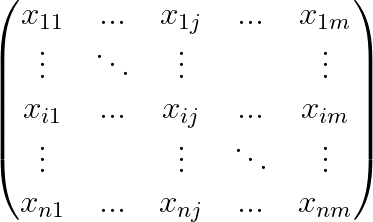 x₁₁ ... x₁ⱼ ... x₁ₘ
⋮ ⋱ ⋮ ⋮
xᵢ₁ ... xᵢⱼ ... xᵢₘ
⋮ ⋮ ⋱ ⋮
xₙ₁ ... xₙⱼ ... xₙₘ